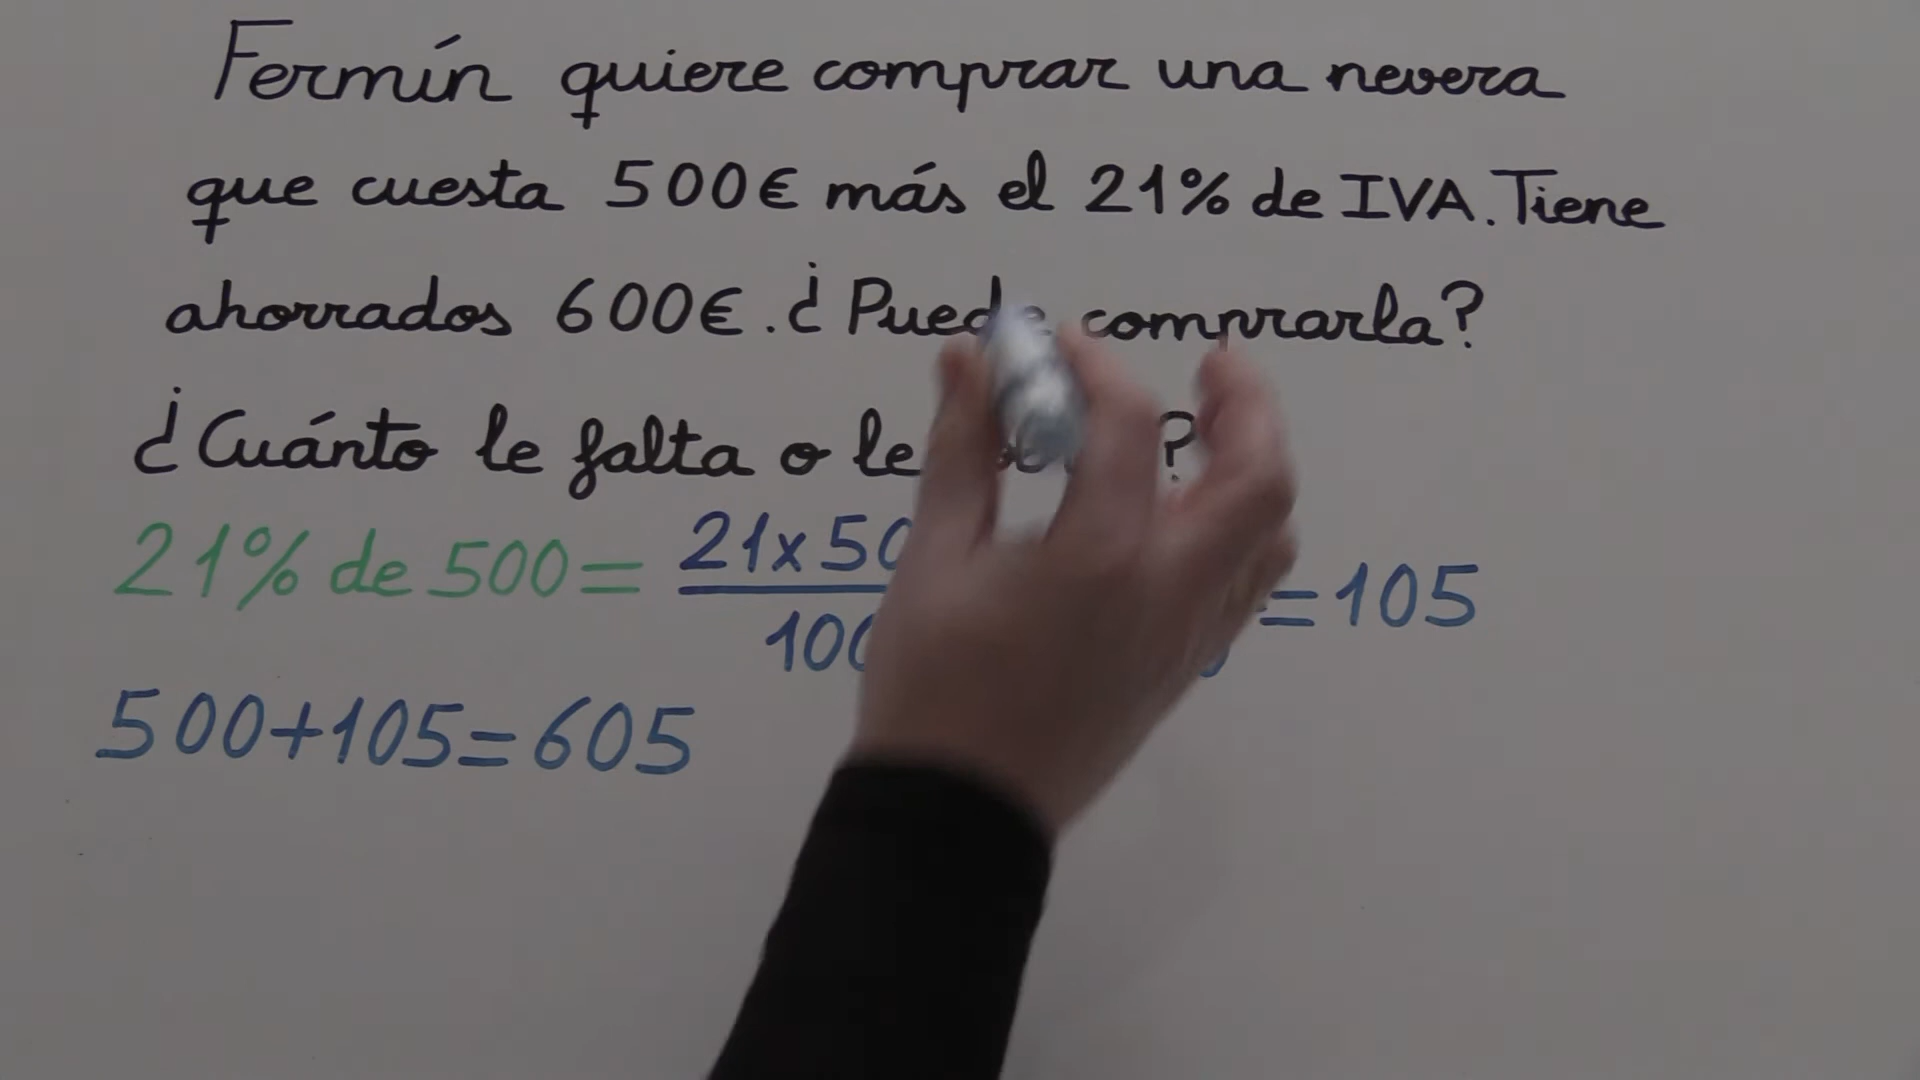 Fermín quiere comprar una nevera
que cuesta 500€ más el 21% de IVA. Tiene
ahorrados 600€. ¿Puede comprarla?
¿Cuánto le falta o le ?
21% de 500 = 21x50 = 105
100
500+105=605